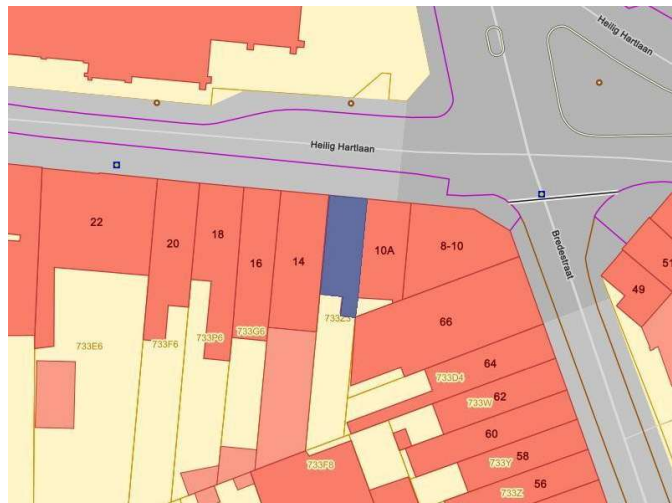 Heilig Hartlaan
Heilig Hartlaan
22
20
18
16
14
10A
8-10
Bredestraat
51
49
733E6
733F6
733P6
733G6
66
64
733D4
62
733W
60
58
733Y
56
733Z
733F8